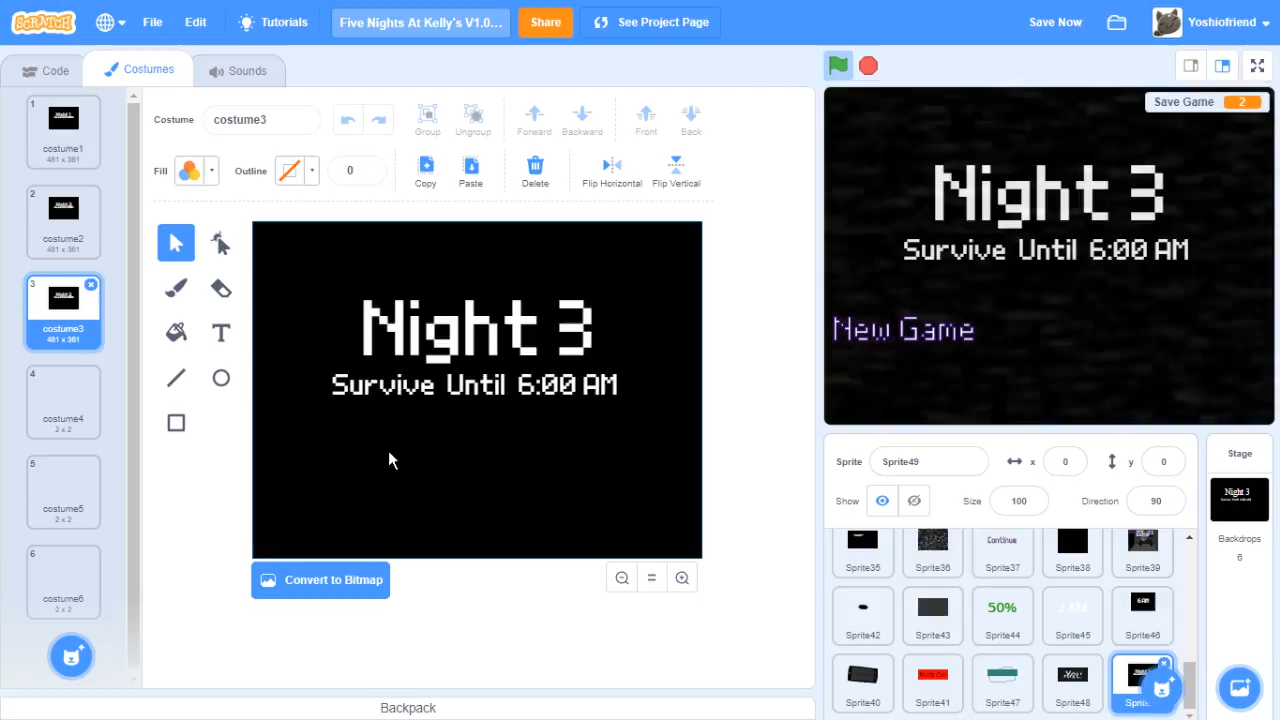 SCRATCH
File
Edit
Tutorials
Five Nights At Kelly's V1.0...
Share
See Project Page
Save Now
Yoshiofriend
Code
Costumes
Sounds
Costume
costume3
Group
Ungroup
Forward
Backward
Front
Back
Fill
Outline
0
Copy
Paste
Delete
Flip Horizontal
Flip Vertical
1
costume1
481 x 361
2
costume2
481 x 361
3
costume3
481 x 361
4
costume4
2 x 2
5
costume5
2 x 2
6
costume6
2 x 2
Night 3
Survive Until 6:00 AM
Convert to Bitmap
Backpack
Save Game 2
Night 3
Survive Until 6:00 AM
New Game
Sprite
Sprite49
x
0
y
0
Show
Size
100
Direction
90
Stage
Night 3
Backdrops
6
Continue
Sprite35
Sprite36
Sprite37
Sprite38
Sprite39
50%
2 AM
6 AM
Sprite42
Sprite43
Sprite44
Sprite45
Sprite46
Mute Call
Sprite40
Sprite41
Sprite47
Sprite48